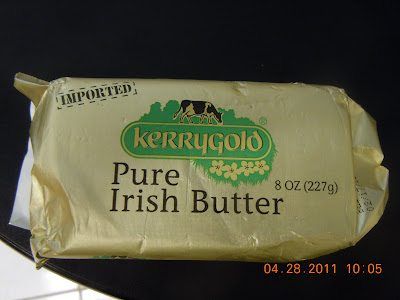 IMPORTED
KERRYGOLD®
Pure
Irish Butter
8 OZ (227g)
04.28.2011 10:05